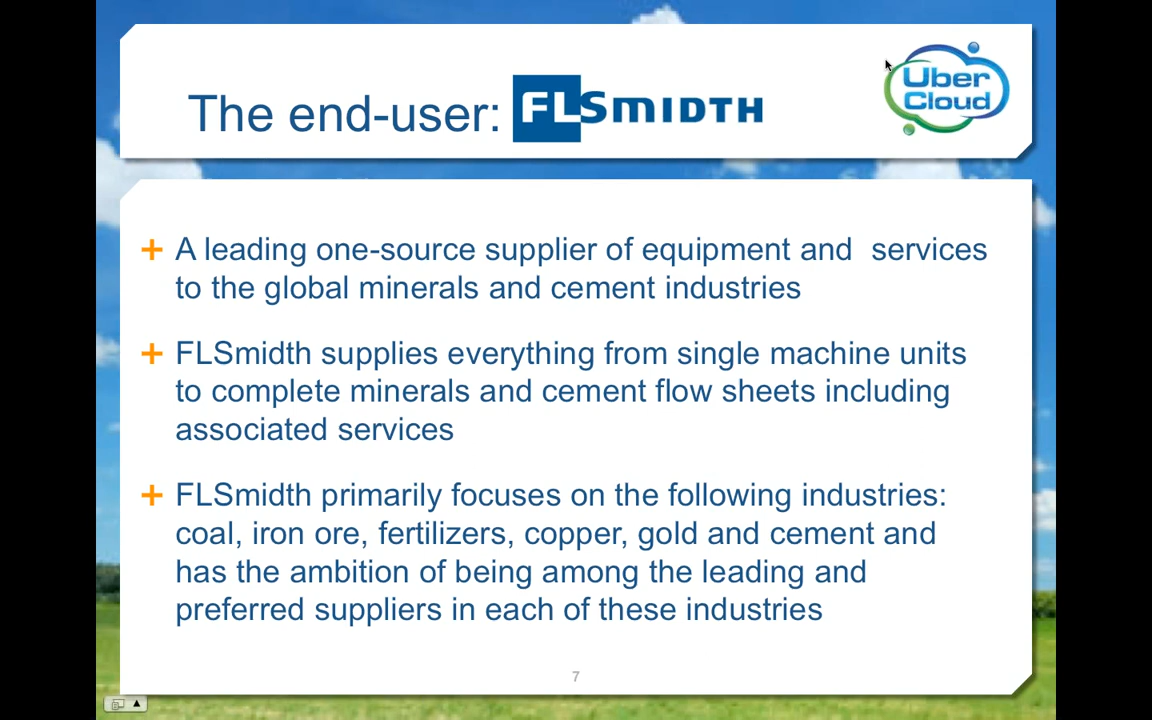 The end-user: FLSMIDTH
Uber
Cloud
+ A leading one-source supplier of equipment and  services
to the global minerals and cement industries
+ FLSmidth supplies everything from single machine units
to complete minerals and cement flow sheets including
associated services
+ FLSmidth primarily focuses on the following industries:
coal, iron ore, fertilizers, copper, gold and cement and
has the ambition of being among the leading and
preferred suppliers in each of these industries
7